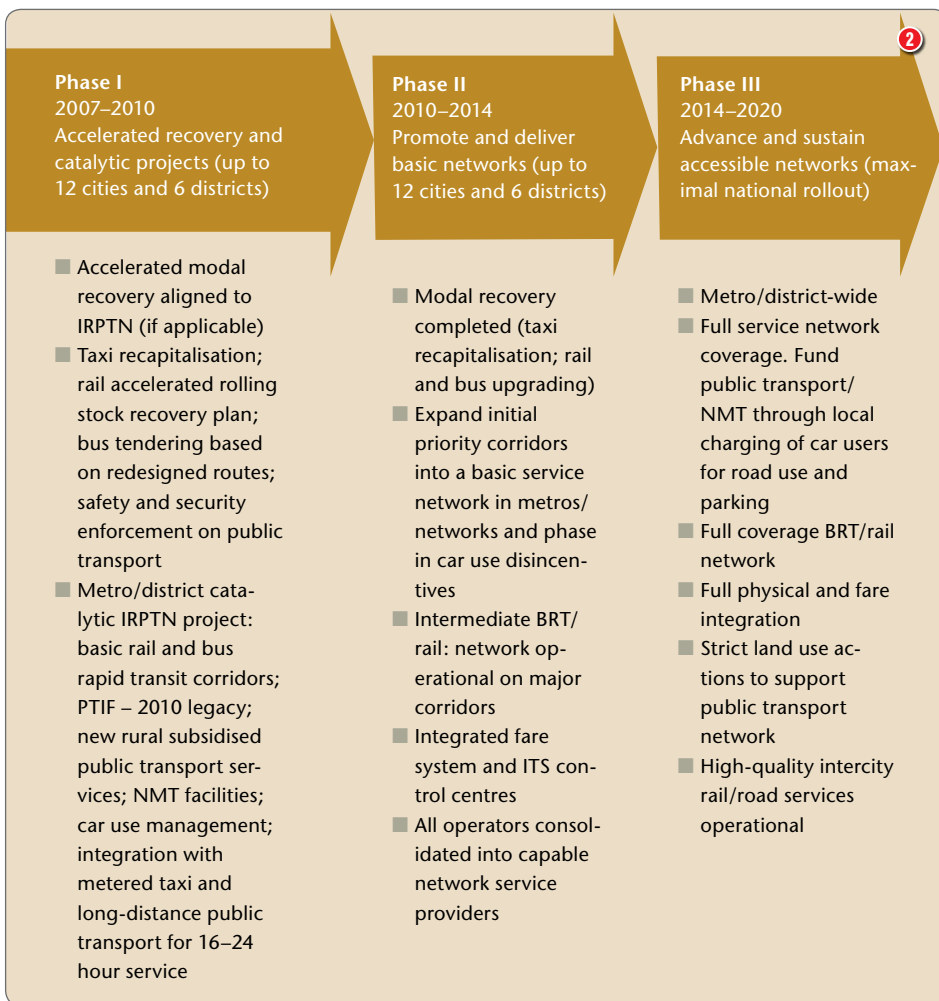 2
Phase I
2007–2010
Accelerated recovery and
catalytic projects (up to
12 cities and 6 districts)
Accelerated modal
recovery aligned to
IRPTN (if applicable)
Taxi recapitalisation;
rail accelerated rolling
stock recovery plan;
bus tendering based
on redesigned routes;
safety and security
enforcement on public
transport
Metro/district cata-
lytic IRPTN project:
basic rail and bus
rapid transit corridors;
PTIF – 2010 legacy;
new rural subsidised
public transport ser-
vices; NMT facilities;
car use management;
integration with
metered taxi and
long-distance public
transport for 16–24
hour service
Phase II
2010–2014
Promote and deliver
basic networks (up to
12 cities and 6 districts)
Modal recovery
completed (taxi
recapitalisation; rail
and bus upgrading)
Expand initial
priority corridors
into a basic service
network in metros/
networks and phase
in car use disincen-
tives
Intermediate BRT/
rail: network op-
erational on major
corridors
Integrated fare
system and ITS con-
trol centres
All operators consol-
idated into capable
network service
providers
Phase III
2014–2020
Advance and sustain
accessible networks (max-
imal national rollout)
Metro/district-wide
Full service network
coverage. Fund
public transport/
NMT through local
charging of car users
for road use and
parking
Full coverage BRT/rail
network
Full physical and fare
integration
Strict land use ac-
tions to support
public transport
network
High-quality intercity
rail/road services
operational